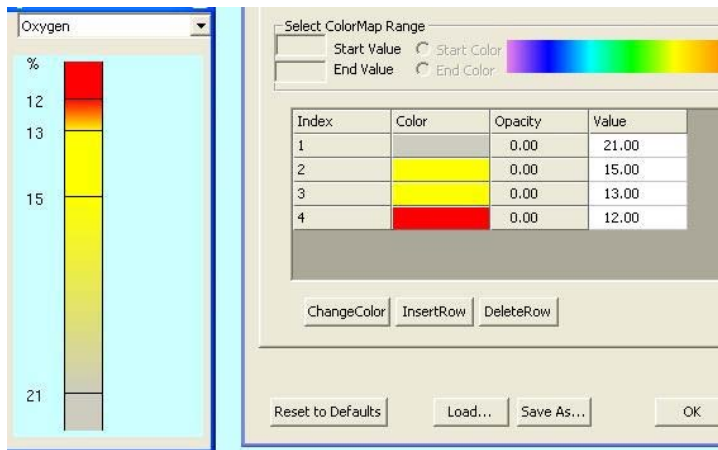 Oxygen
%
12
13
15
21
Select ColorMap Range
Start Value Start Color
End Value End Color
Index Color Opacity Value
1 0.00 21.00
2 0.00 15.00
3 0.00 13.00
4 0.00 12.00
ChangeColor InsertRow DeleteRow
Reset to Defaults Load... Save As... OK